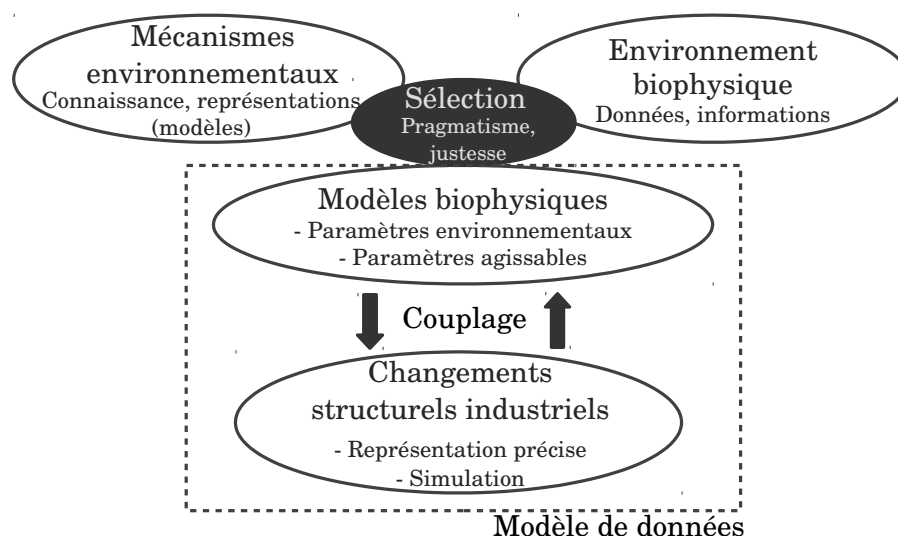 Mécanismes
environnementaux
Connaissance, représentations
(modèles)
Environnement
biophysique
Données, informations
Sélection
Pragmatisme,
justesse
Modèles biophysiques
- Paramètres environnementaux
- Paramètres agissables
Couplage
Changements
structurels industriels
- Représentation précise
- Simulation
Modèle de données